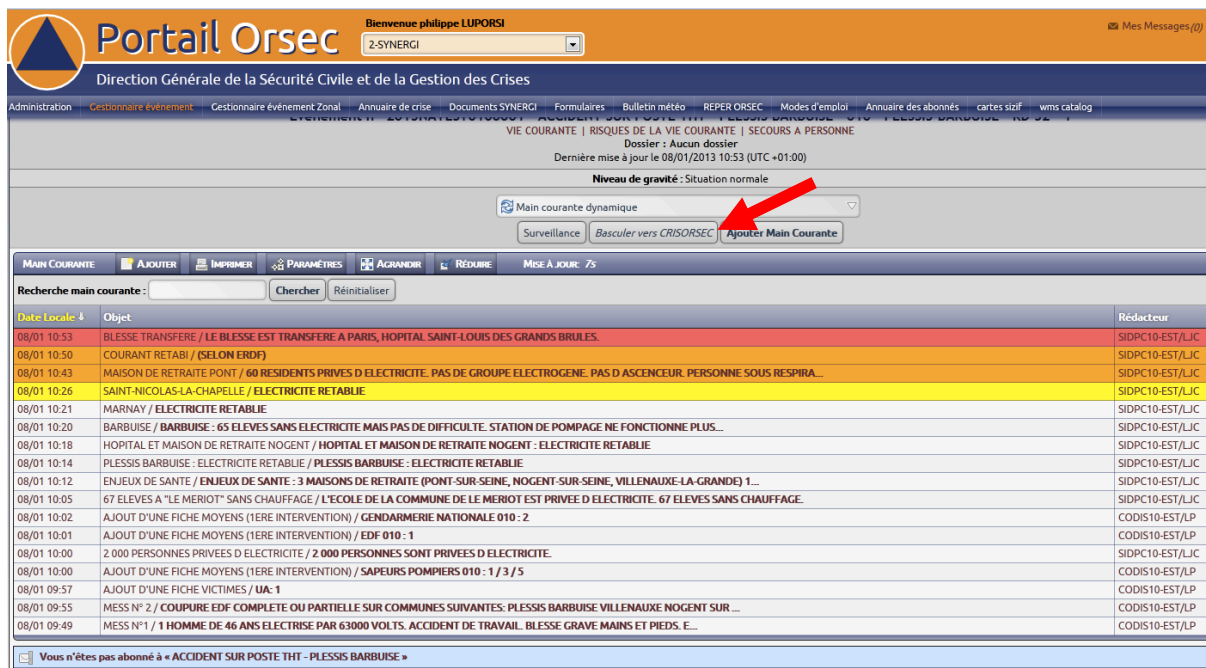 Portail Orsec
Bienvenue philippe LUPORSI
2-SYNERGI
Mes Messages(0)
Direction Générale de la Sécurité Civile et de la Gestion des Crises
Administration Gestionnaire événement Gestionnaire événement Zonal Annuaire de crise Documents SYNERGI Formulaires Bulletin météo REPER ORSEC Modes d'emploi Annuaire des abonnés cartes sizif wms catalog
VIE COURANTE | RISQUES DE LA VIE COURANTE | SECOURS A PERSONNE
Dossier : Aucun dossier
Dernière mise à jour le 08/01/2013 10:53 (UTC +01:00)
Niveau de gravité : Situation normale
Main courante dynamique
Surveillance Basculer vers CRISORSEC Ajouter Main Courante
MAIN COURANTE AJOUTER IMPRIMER PARAMÈTRES AGRANDIR RÉDUIRE MISE À JOUR: 7s
Recherche main courante : Chercher Réinitialiser
Date Locale Objet Rédacteur
08/01 10:53 BLESSE TRANSFERE / LE BLESSE EST TRANSFERE A PARIS, HOPITAL SAINT-LOUIS DES GRANDS BRULES. SIDPC10-EST/LJC
08/01 10:50 COURANT RETABI / (SELON ERDF) SIDPC10-EST/LJC
08/01 10:43 MAISON DE RETRAITE PONT / 60 RESIDENTS PRIVES D ELECTRICITE. PAS DE GROUPE ELECTROGENE. PAS D ASCENCEUR. PERSONNE SOUS RESPIRA... SIDPC10-EST/LJC
08/01 10:26 SAINT-NICOLAS-LA-CHAPELLE / ELECTRICITE RETABLIE SIDPC10-EST/LJC
08/01 10:21 MARNAY / ELECTRICITE RETABLIE SIDPC10-EST/LJC
08/01 10:20 BARBUISE / BARBUISE : 65 ELEVES SANS ELECTRICITE MAIS PAS DE DIFFICULTE. STATION DE POMPAGE NE FONCTIONNE PLUS... SIDPC10-EST/LJC
08/01 10:18 HOPITAL ET MAISON DE RETRAITE NOGENT / HOPITAL ET MAISON DE RETRAITE NOGENT : ELECTRICITE RETABLIE SIDPC10-EST/LJC
08/01 10:14 PLESSIS BARBUISE : ELECTRICITE RETABLIE / PLESSIS BARBUISE : ELECTRICITE RETABLIE SIDPC10-EST/LJC
08/01 10:12 ENJEUX DE SANTE / ENJEUX DE SANTE : 3 MAISONS DE RETRAITE (PONT-SUR-SEINE, NOGENT-SUR-SEINE, VILLENAUXE-LA-GRANDE) 1... SIDPC10-EST/LJC
08/01 10:05 67 ELEVES A "LE MERIOT" SANS CHAUFFAGE / L'ECOLE DE LA COMMUNE DE LE MERIOT EST PRIVEE D ELECTRICITE. 67 ELEVES SANS CHAUFFAGE. SIDPC10-EST/LJC
08/01 10:02 AJOUT D'UNE FICHE MOYENS (1ERE INTERVENTION) / GENDARMERIE NATIONALE 010 : 2 CODIS10-EST/LP
08/01 10:01 AJOUT D'UNE FICHE MOYENS (1ERE INTERVENTION) / EDF 010 : 1 CODIS10-EST/LP
08/01 10:00 2 000 PERSONNES PRIVEES D ELECTRICITE / 2 000 PERSONNES SONT PRIVEES D ELECTRICITE. SIDPC10-EST/LJC
08/01 10:00 AJOUT D'UNE FICHE MOYENS (1ERE INTERVENTION) / SAPEURS POMPIERS 010 : 1 / 3 / 5 CODIS10-EST/LP
08/01 09:57 AJOUT D'UNE FICHE VICTIMES / UA: 1 CODIS10-EST/LP
08/01 09:55 MESS N° 2 / COUPURE EDF COMPLETE OU PARTIELLE SUR COMMUNES SUIVANTES: PLESSIS BARBUISE VILLENAUXE NOGENT SUR ... CODIS10-EST/LP
08/01 09:49 MESS N°1 / 1 HOMME DE 46 ANS ELECTRISE PAR 63000 VOLTS. ACCIDENT DE TRAVAIL. BLESSE GRAVE MAINS ET PIEDS. E... CODIS10-EST/LP
Vous n'êtes pas abonné à « ACCIDENT SUR POSTE THT - PLESSIS BARBUISE »